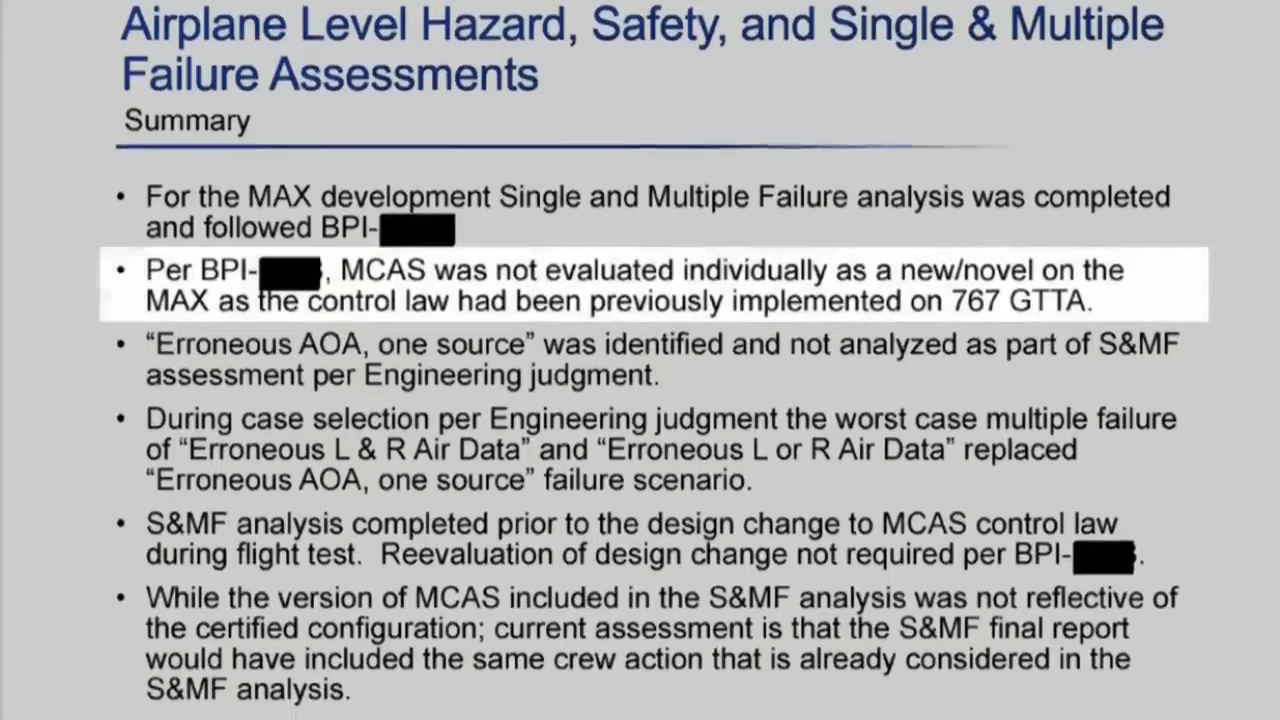 Airplane Level Hazard, Safety, and Single & Multiple
Failure Assessments
Summary
• For the MAX development Single and Multiple Failure analysis was completed
and followed BPI-
• Per BPI- , MCAS was not evaluated individually as a new/novel on the
MAX as the control law had been previously implemented on 767 GTTA.
• “Erroneous AOA, one source” was identified and not analyzed as part of S&MF
assessment per Engineering judgment.
• During case selection per Engineering judgment the worst case multiple failure
of “Erroneous L & R Air Data” and “Erroneous L or R Air Data” replaced
“Erroneous AOA, one source” failure scenario.
• S&MF analysis completed prior to the design change to MCAS control law
during flight test. Reevaluation of design change not required per BPI- .
• While the version of MCAS included in the S&MF analysis was not reflective of
the certified configuration; current assessment is that the S&MF final report
would have included the same crew action that is already considered in the
S&MF analysis.